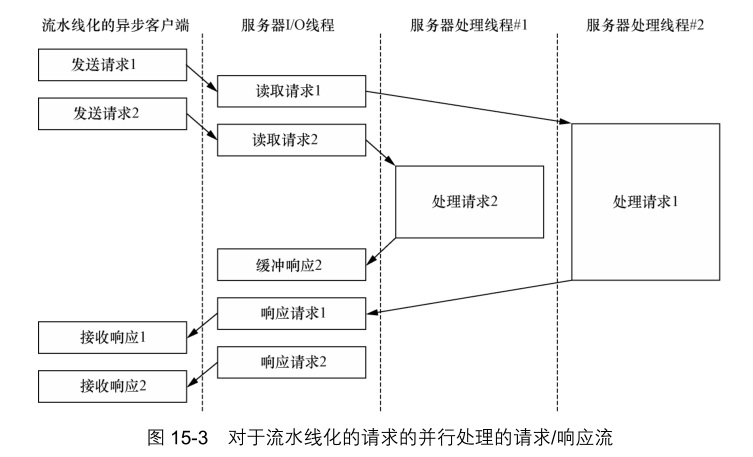 流水线化的异步客户端
服务器I/O线程
服务器处理线程#1
服务器处理线程#2
发送请求1
读取请求1
发送请求2
读取请求2
处理请求2
处理请求1
缓冲响应2
响应请求1
接收响应1
响应请求2
接收响应2
图 15-3 对于流水线化的请求的并行处理的请求/响应流